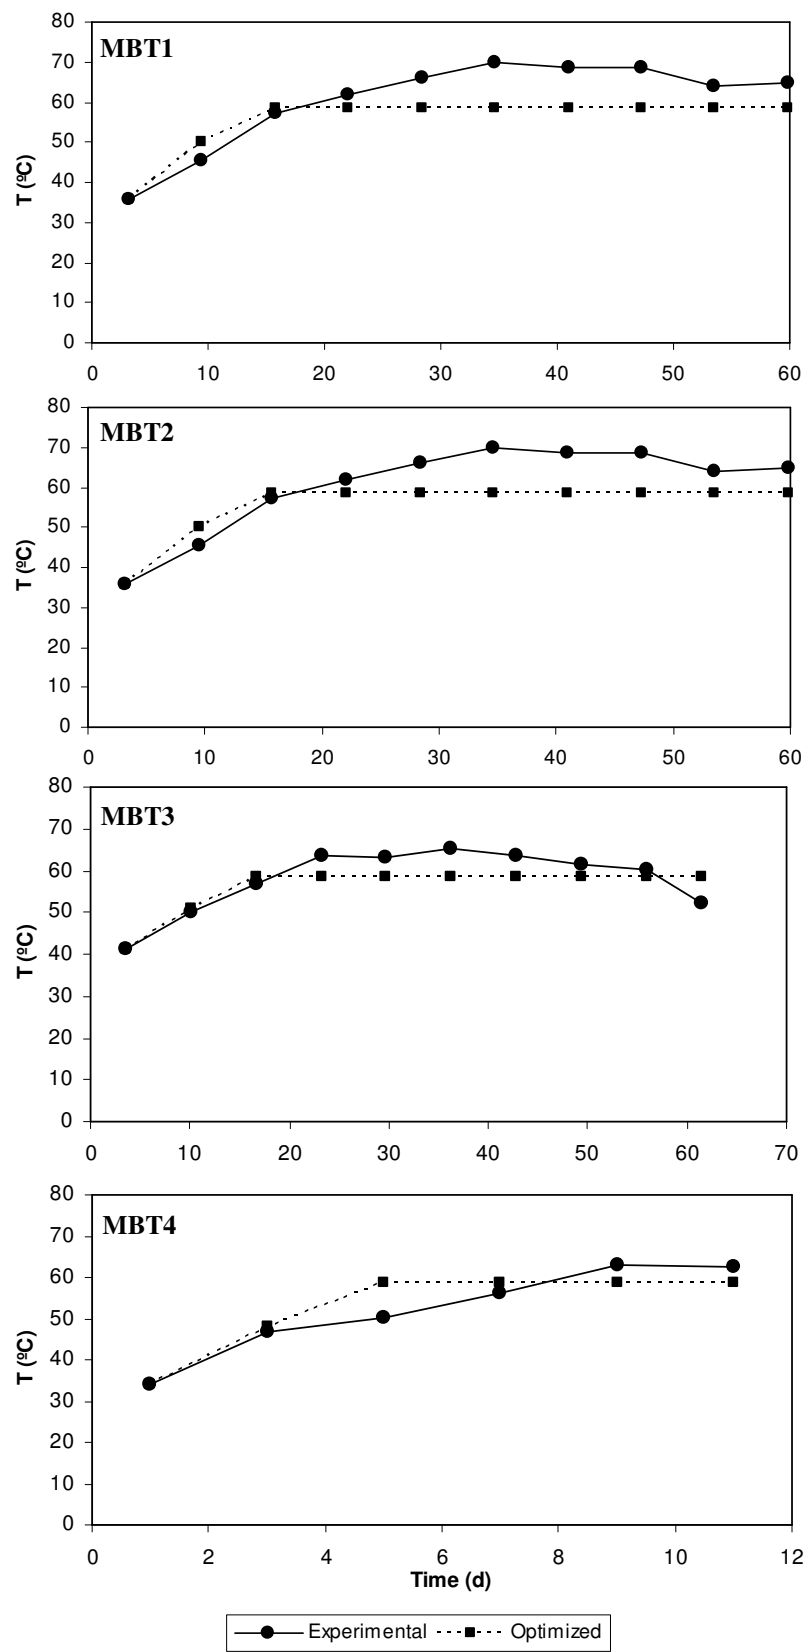 MBT1
T (ºC)
80
70
60
50
40
30
20
10
0
0 10 20 30 40 50 60
MBT2
T (ºC)
80
70
60
50
40
30
20
10
0
0 10 20 30 40 50 60
MBT3
T (ºC)
80
70
60
50
40
30
20
10
0
0 10 20 30 40 50 60 70
MBT4
T (ºC)
80
70
60
50
40
30
20
10
0
0 2 4 6 8 10 12
Time (d)
Experimental Optimized